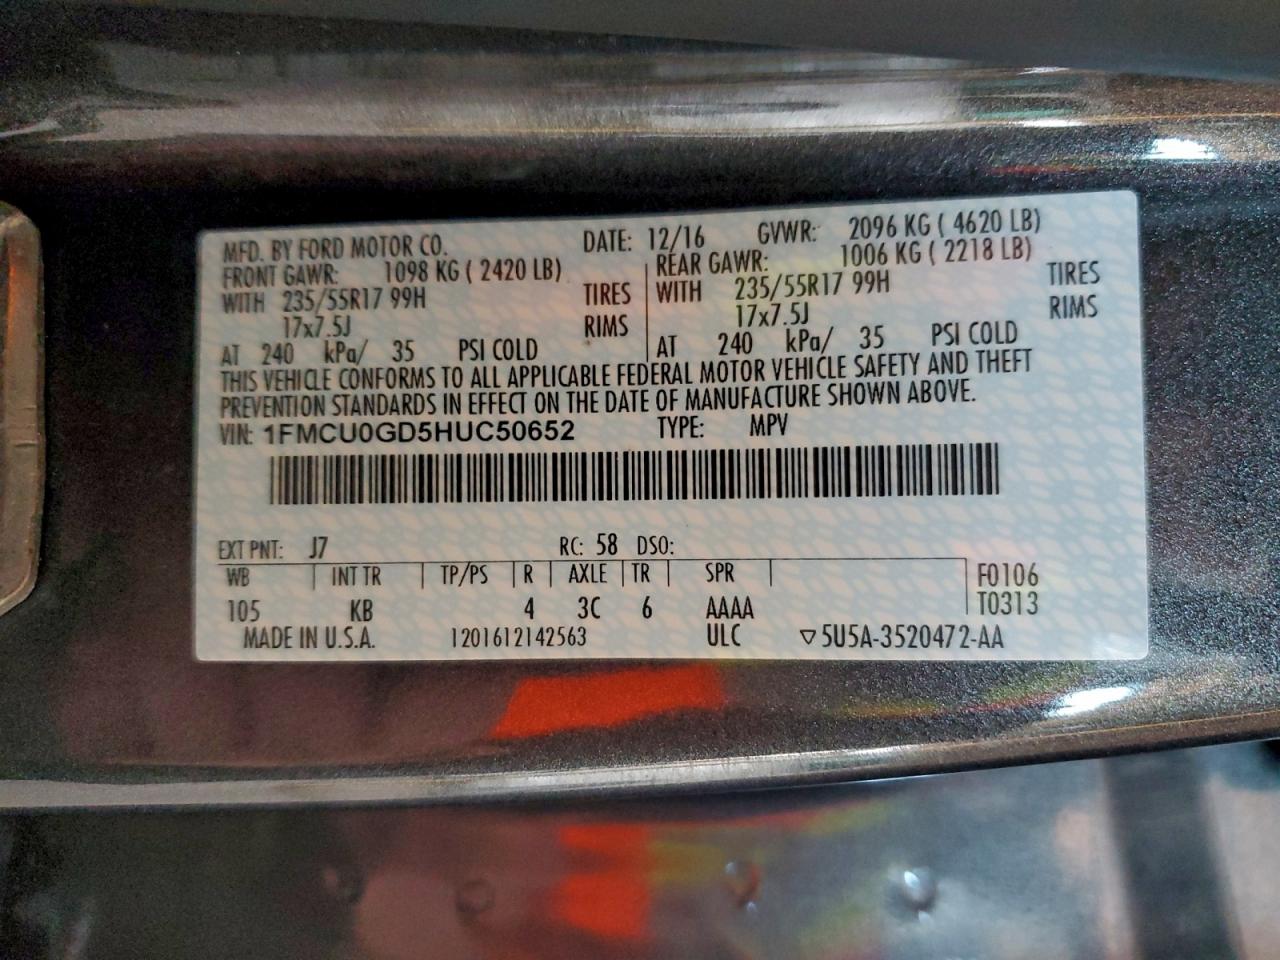 MFD. BY FORD MOTOR CO. DATE: 12/16 GVWR: 2096 KG ( 4620 LB)
FRONT GAWR: 1098 KG ( 2420 LB) REAR GAWR: 1006 KG ( 2218 LB)
WITH 235/55R17 99H TIRES WITH 235/55R17 99H TIRES
17x7.5J RIMS 17x7.5J RIMS
AT 240 kPa/ 35 PSI COLD AT 240 kPa/ 35 PSI COLD
THIS VEHICLE CONFORMS TO ALL APPLICABLE FEDERAL MOTOR VEHICLE SAFETY AND THEFT
PREVENTION STANDARDS IN EFFECT ON THE DATE OF MANUFACTURE SHOWN ABOVE.
VIN: 1FMCU0GD5HUC50652 TYPE: MPV
EXT PNT: J7 RC: 58 DSO:
WB INT TR TP/PS R AXLE TR SPR F0106
105 KB 4 3C 6 AAAA T0313
MADE IN U.S.A. 1201612142563 ULC ▽5U5A-3520472-AA